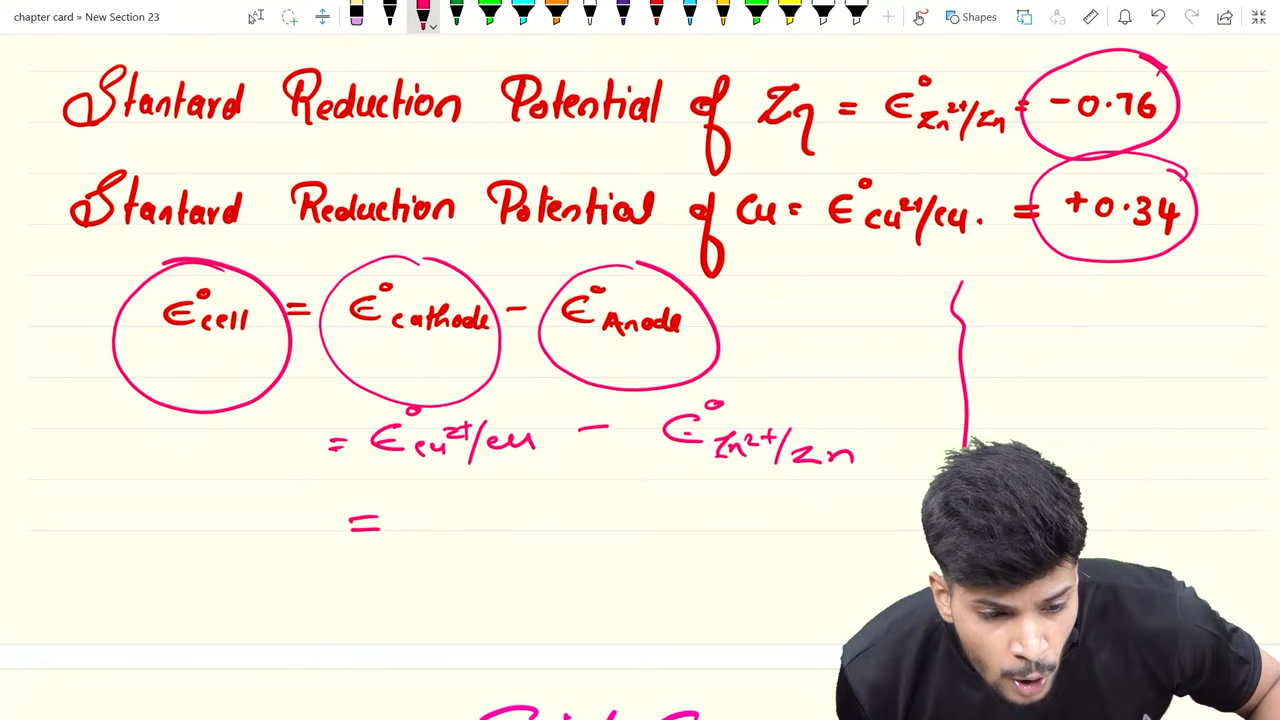 chapter card » New Section 23
Shapes
Stantard Reduction Potential of Zn = E°Zn²⁺/Zn = -0.76
Stantard Reduction Potential of Cu = E°Cu²⁺/Cu. = +0.34
E°cell = E°Cathode - E°Anode
= E°Cu²⁺/Cu - E°Zn²⁺/Zn
=